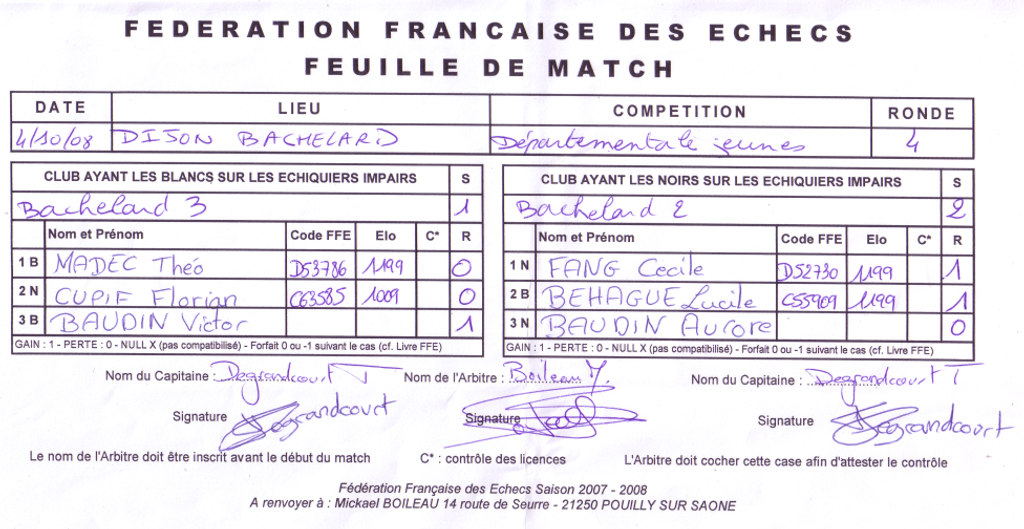 FEDERATION FRANCAISE DES ECHECS
FEUILLE DE MATCH
DATE LIEU COMPETITION RONDE
4/10/08 DIJON BACHELARD Départementale jeunes 4
CLUB AYANT LES BLANCS SUR LES ECHIQUIERS IMPAIRS S CLUB AYANT LES NOIRS SUR LES ECHIQUIERS IMPAIRS S
Bachelard 3 1 Bachelard 2 2
Nom et Prénom Code FFE Elo C* R Nom et Prénom Code FFE Elo C* R
1 B MADEC Théo D53786 1199 0 1 N FANG Cecile D52730 1199 1
2 N CUPIF Florian C63585 1009 0 2 B BEHAGUE Lucile C55909 1199 1
3 B BAUDIN Victor 1 3 N BAUDIN Aurore 0
GAIN : 1 - PERTE : 0 - NULL X (pas compatibilisé) - Forfait 0 ou -1 suivant le cas (cf. Livre FFE) GAIN : 1 - PERTE : 0 - NULL X (pas compatibilisé) - Forfait 0 ou -1 suivant le cas (cf. Livre FFE)
Nom du Capitaine : Degrandcourt T Nom de l'Arbitre : Boileau M. Nom du Capitaine : Degrandcourt T
Signature Degrandcourt Signature Signature Degrandcourt
Le nom de l'Arbitre doit être inscrit avant le début du match C* : contrôle des licences L'Arbitre doit cocher cette case afin d'attester le contrôle
Fédération Française des Echecs Saison 2007 - 2008
A renvoyer à : Mickael BOILEAU 14 route de Seurre - 21250 POUILLY SUR SAONE